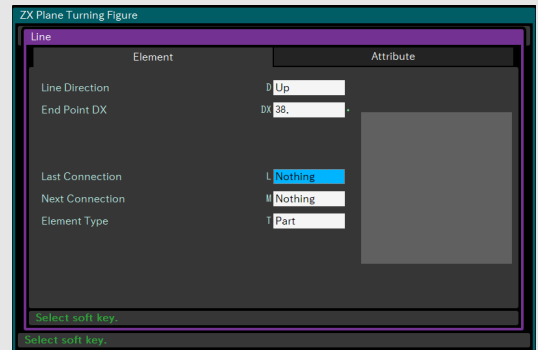 ZX Plane Turning Figure
Line
Element Attribute
Line Direction D Up
End Point DX DX 38. *
Last Connection L Nothing
Next Connection M Nothing
Element Type T Part
Select soft key.
Select soft key.